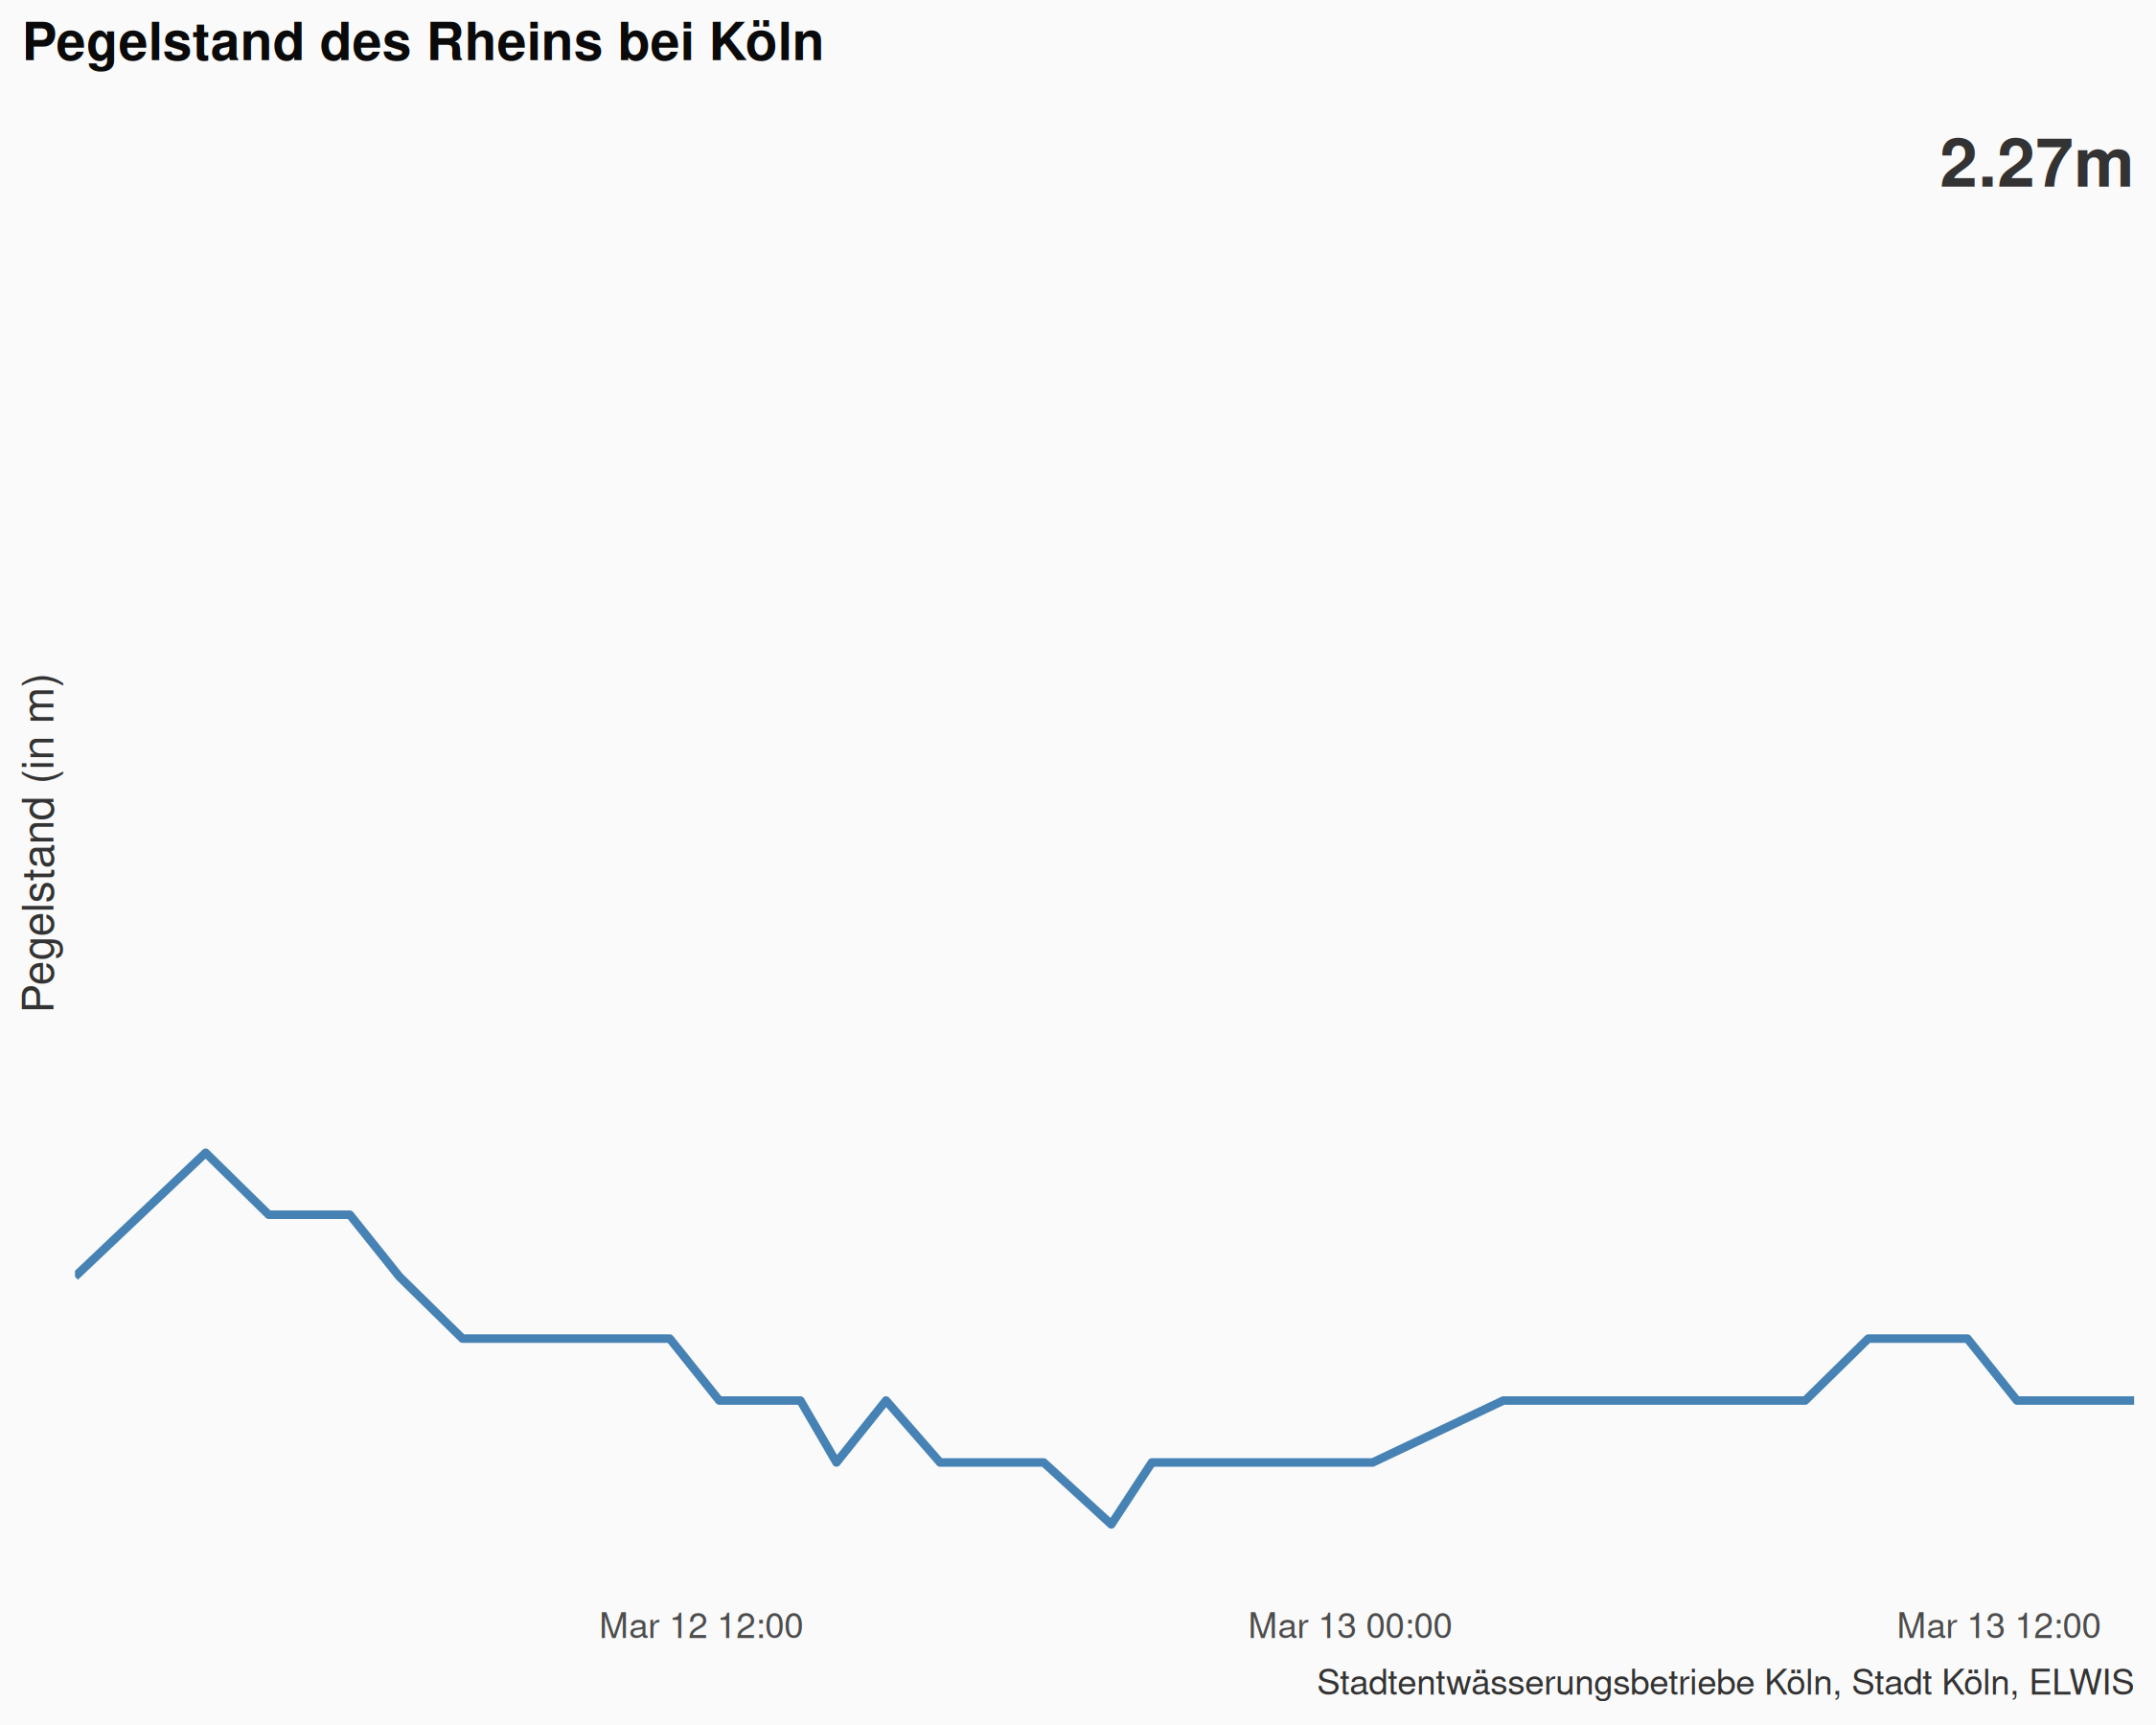 Pegelstand des Rheins bei Köln
2.27m
Pegelstand (in m)
Mar 12 12:00
Mar 13 00:00
Mar 13 12:00
Stadtentwässerungsbetriebe Köln, Stadt Köln, ELWIS